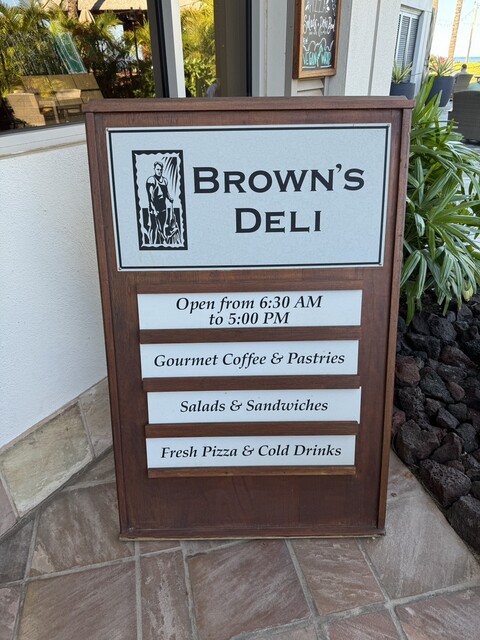 BROWN'S
DELI
Open from 6:30 AM
to 5:00 PM
Gourmet Coffee & Pastries
Salads & Sandwiches
Fresh Pizza & Cold Drinks